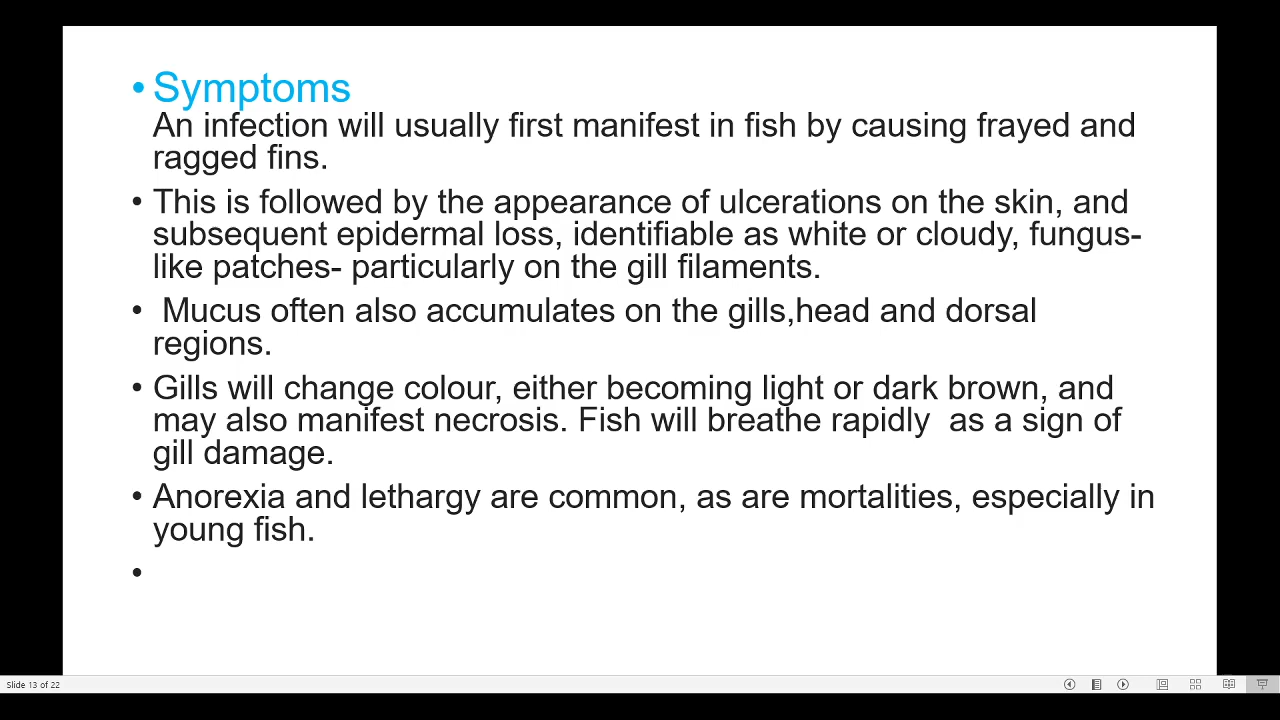 • Symptoms
An infection will usually first manifest in fish by causing frayed and
ragged fins.
• This is followed by the appearance of ulcerations on the skin, and
subsequent epidermal loss, identifiable as white or cloudy, fungus-
like patches- particularly on the gill filaments.
• Mucus often also accumulates on the gills,head and dorsal
regions.
• Gills will change colour, either becoming light or dark brown, and
may also manifest necrosis. Fish will breathe rapidly  as a sign of
gill damage.
• Anorexia and lethargy are common, as are mortalities, especially in
young fish.
•
Slide 13 of 22